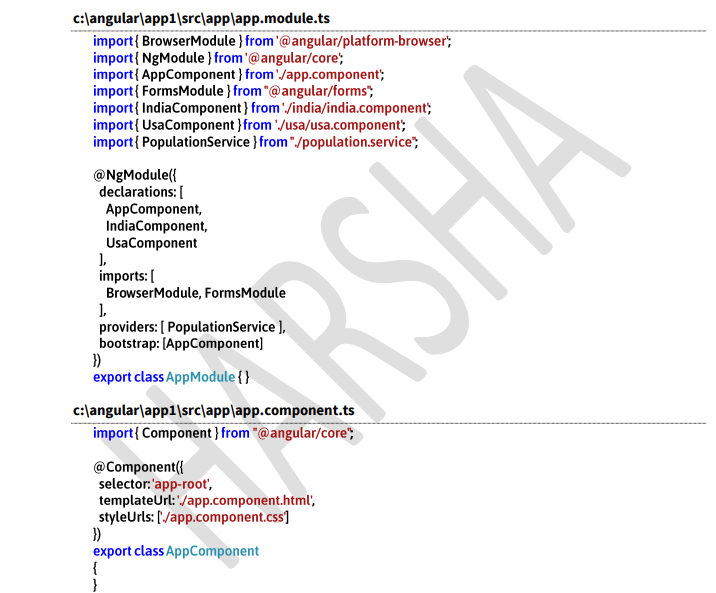 c:\angular\app1\src\app\app.module.ts
import { BrowserModule } from '@angular/platform-browser';
import { NgModule } from '@angular/core';
import { AppComponent } from './app.component';
import { FormsModule } from "@angular/forms";
import { IndiaComponent } from './india/india.component';
import { UsaComponent } from './usa/usa.component';
import { PopulationService } from "./population.service";
@NgModule({
declarations: [
AppComponent,
IndiaComponent,
UsaComponent
],
imports: [
BrowserModule, FormsModule
],
providers: [ PopulationService ],
bootstrap: [AppComponent]
})
export class AppModule { }
c:\angular\app1\src\app\app.component.ts
import { Component } from "@angular/core";
@Component({
selector: 'app-root',
templateUrl: './app.component.html',
styleUrls: ['./app.component.css']
})
export class AppComponent
{
}
HARSHA